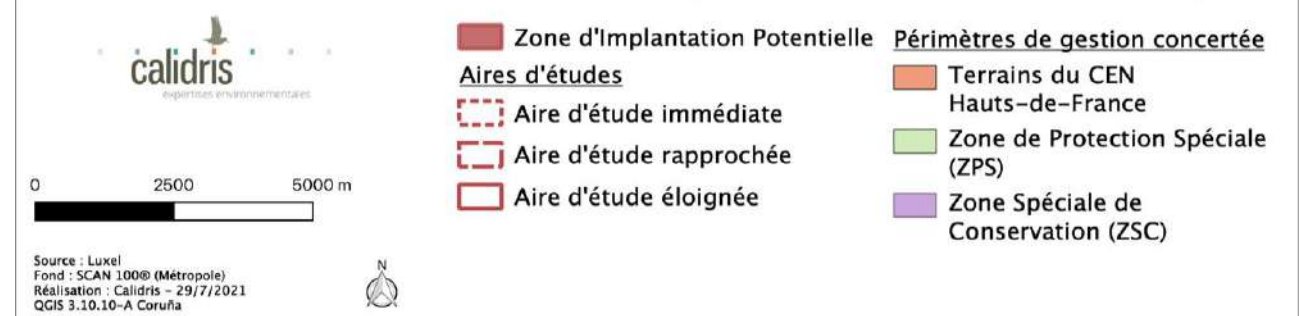 calidris
expertises environnementales
0 2500 5000 m
Source : Luxel
Fond : SCAN 100® (Métropole)
Réalisation : Calidris - 29/7/2021
QGIS 3.10.10-A Coruña
N
Zone d'Implantation Potentielle
Aires d'études
Aire d'étude immédiate
Aire d'étude rapprochée
Aire d'étude éloignée
Périmètres de gestion concertée
Terrains du CEN
Hauts-de-France
Zone de Protection Spéciale
(ZPS)
Zone Spéciale de
Conservation (ZSC)